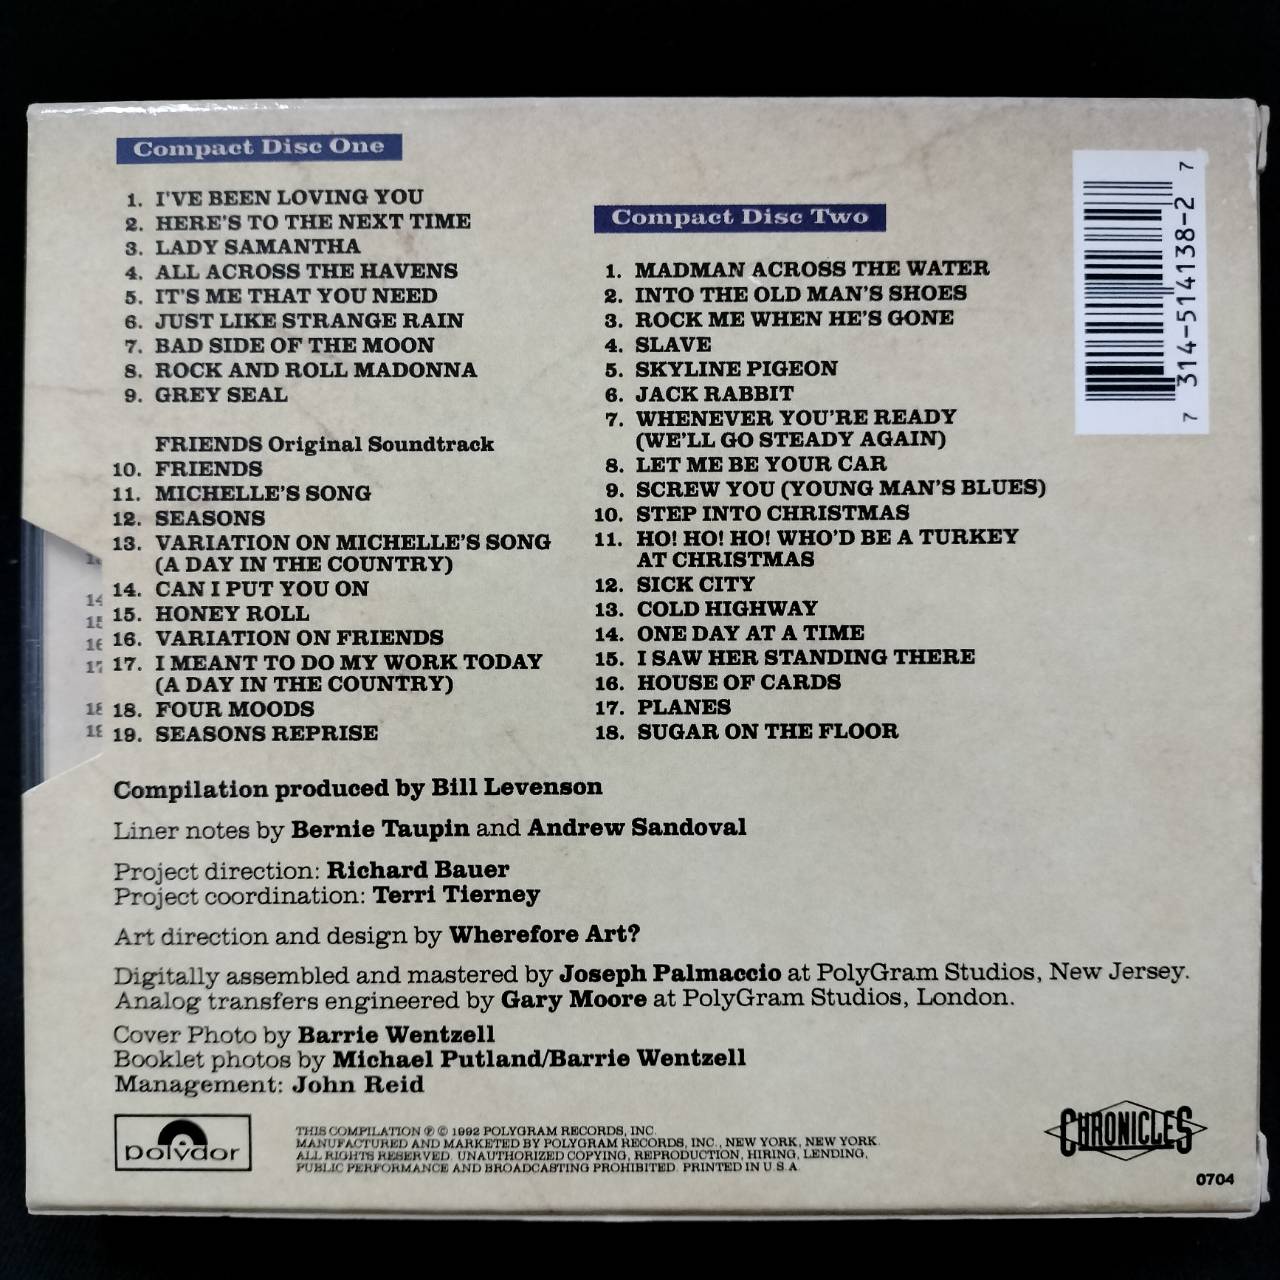 Compact Disc One
1. I'VE BEEN LOVING YOU
2. HERE'S TO THE NEXT TIME
3. LADY SAMANTHA
4. ALL ACROSS THE HAVENS
5. IT'S ME THAT YOU NEED
6. JUST LIKE STRANGE RAIN
7. BAD SIDE OF THE MOON
8. ROCK AND ROLL MADONNA
9. GREY SEAL
FRIENDS Original Soundtrack
10. FRIENDS
11. MICHELLE'S SONG
12. SEASONS
13. VARIATION ON MICHELLE'S SONG
(A DAY IN THE COUNTRY)
14. CAN I PUT YOU ON
15. HONEY ROLL
16. VARIATION ON FRIENDS
17. I MEANT TO DO MY WORK TODAY
(A DAY IN THE COUNTRY)
18. FOUR MOODS
19. SEASONS REPRISE
Compact Disc Two
1. MADMAN ACROSS THE WATER
2. INTO THE OLD MAN'S SHOES
3. ROCK ME WHEN HE'S GONE
4. SLAVE
5. SKYLINE PIGEON
6. JACK RABBIT
7. WHENEVER YOU'RE READY
(WE'LL GO STEADY AGAIN)
8. LET ME BE YOUR CAR
9. SCREW YOU (YOUNG MAN'S BLUES)
10. STEP INTO CHRISTMAS
11. HO! HO! HO! WHO'D BE A TURKEY
AT CHRISTMAS
12. SICK CITY
13. COLD HIGHWAY
14. ONE DAY AT A TIME
15. I SAW HER STANDING THERE
16. HOUSE OF CARDS
17. PLANES
18. SUGAR ON THE FLOOR
7 314-514138-2 7
Compilation produced by Bill Levenson
Liner notes by Bernie Taupin and Andrew Sandoval
Project direction: Richard Bauer
Project coordination: Terri Tierney
Art direction and design by Wherefore Art?
Digitally assembled and mastered by Joseph Palmaccio at PolyGram Studios, New Jersey.
Analog transfers engineered by Gary Moore at PolyGram Studios, London.
Cover Photo by Barrie Wentzell
Booklet photos by Michael Putland/Barrie Wentzell
Management: John Reid
polydor
THIS COMPILATION ℗ © 1992 POLYGRAM RECORDS, INC.
MANUFACTURED AND MARKETED BY POLYGRAM RECORDS, INC., NEW YORK, NEW YORK.
ALL RIGHTS RESERVED. UNAUTHORIZED COPYING, REPRODUCTION, HIRING, LENDING,
PUBLIC PERFORMANCE AND BROADCASTING PROHIBITED. PRINTED IN U.S.A.
CHRONICLES
0704